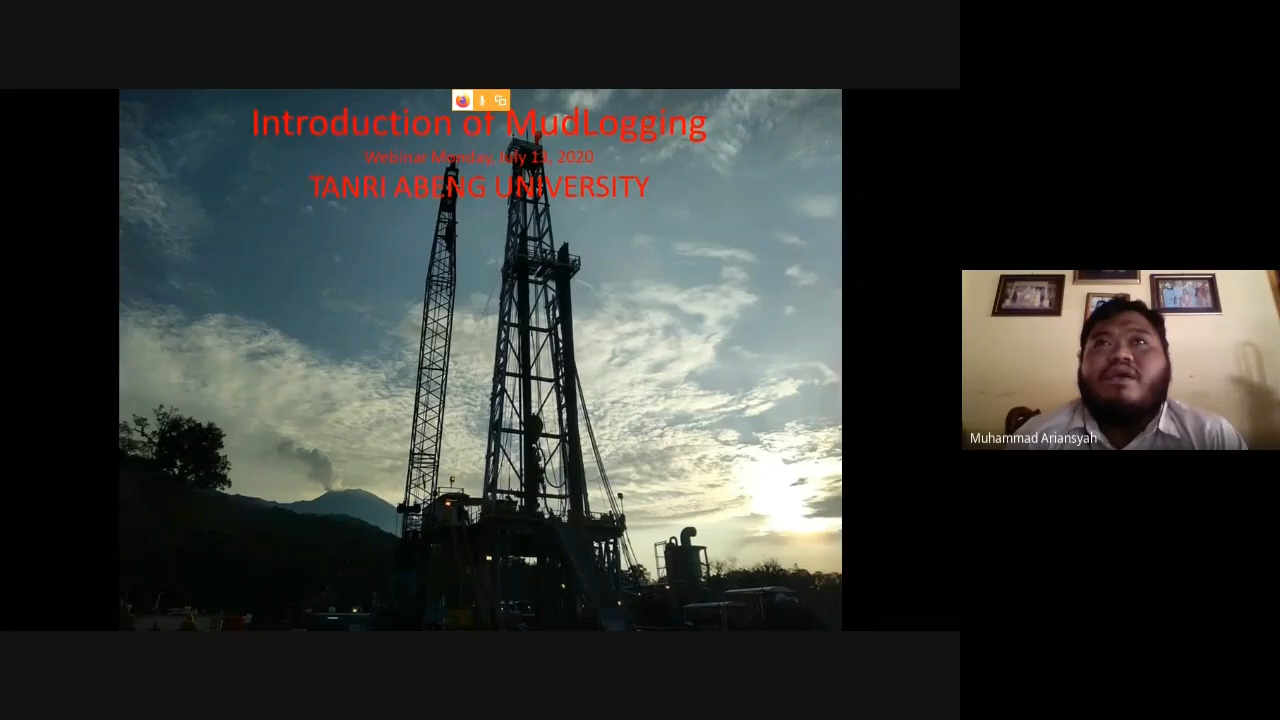 Introduction of MudLogging
Webinar Monday, July 13, 2020
TANRI ABENG UNIVERSITY
Muhammad Ariansyah